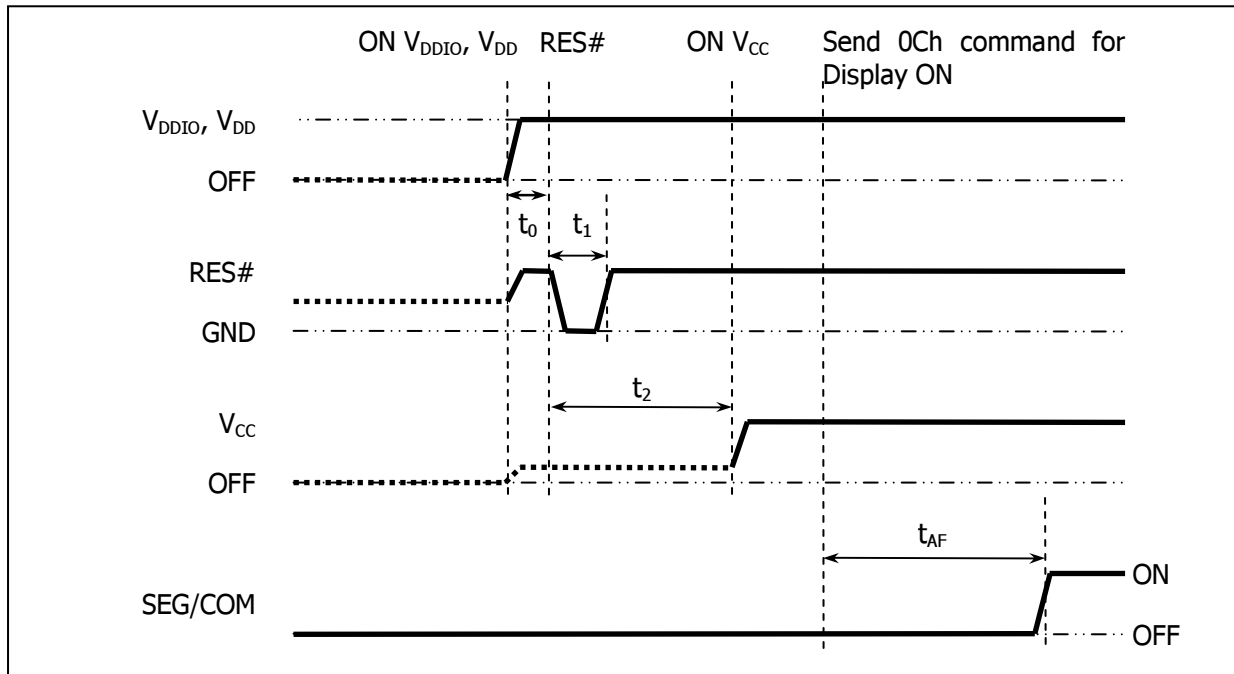 ON VDDIO, VDD RES# ON VCC Send 0Ch command for
Display ON
VDDIO, VDD
OFF
t0 t1
RES#
GND
t2
VCC
OFF
tAF
ON
SEG/COM
OFF